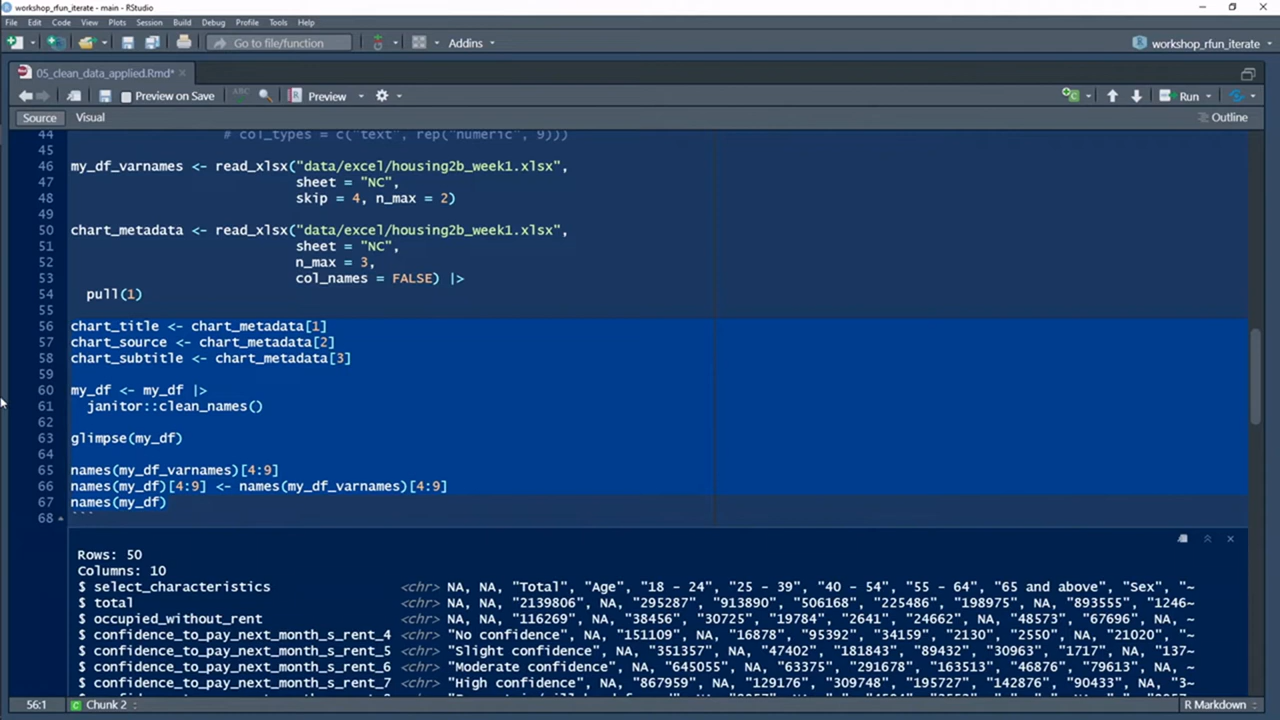 workshop_rfun_iterate - main - RStudio
File Edit Code View Plots Session Build Debug Profile Tools Help
Go to file/function Addins workshop_rfun_iterate
05_clean_data_applied.Rmd*
Preview on Save ABC Preview Run
Source Visual Outline
44 # col_types = c("text", rep("numeric", 9)))
45
46 my_df_varnames <- read_xlsx("data/excel/housing2b_week1.xlsx",
47 sheet = "NC",
48 skip = 4, n_max = 2)
49
50 chart_metadata <- read_xlsx("data/excel/housing2b_week1.xlsx",
51 sheet = "NC",
52 n_max = 3,
53 col_names = FALSE) |>
54 pull(1)
55
56 chart_title <- chart_metadata[1]
57 chart_source <- chart_metadata[2]
58 chart_subtitle <- chart_metadata[3]
59
60 my_df <- my_df |>
61 janitor::clean_names()
62
63 glimpse(my_df)
64
65 names(my_df_varnames)[4:9]
66 names(my_df)[4:9] <- names(my_df_varnames)[4:9]
67 names(my_df)
68 ```
Rows: 50
Columns: 10
$ select_characteristics <chr> NA, NA, "Total", "Age", "18 - 24", "25 - 39", "40 - 54", "55 - 64", "65 and above", "Sex", "~
$ total <chr> NA, NA, "2139806", NA, "295287", "913890", "506168", "225486", "198975", NA, "893555", "1246~
$ occupied_without_rent <chr> NA, NA, "116269", NA, "38456", "30725", "19784", "2641", "24662", NA, "48573", "67696", NA, ~
$ confidence_to_pay_next_month_s_rent_4 <chr> "No confidence", NA, "151109", NA, "16878", "95392", "34159", "2130", "2550", NA, "21020", "~
$ confidence_to_pay_next_month_s_rent_5 <chr> "Slight confidence", NA, "351357", NA, "47402", "181843", "89432", "30963", "1717", NA, "137~
$ confidence_to_pay_next_month_s_rent_6 <chr> "Moderate confidence", NA, "645055", NA, "63375", "291678", "163513", "46876", "79613", NA, ~
$ confidence_to_pay_next_month_s_rent_7 <chr> "High confidence", NA, "867959", NA, "129176", "309748", "195727", "142876", "90433", NA, "3~
56:1 Chunk 2 R Markdown